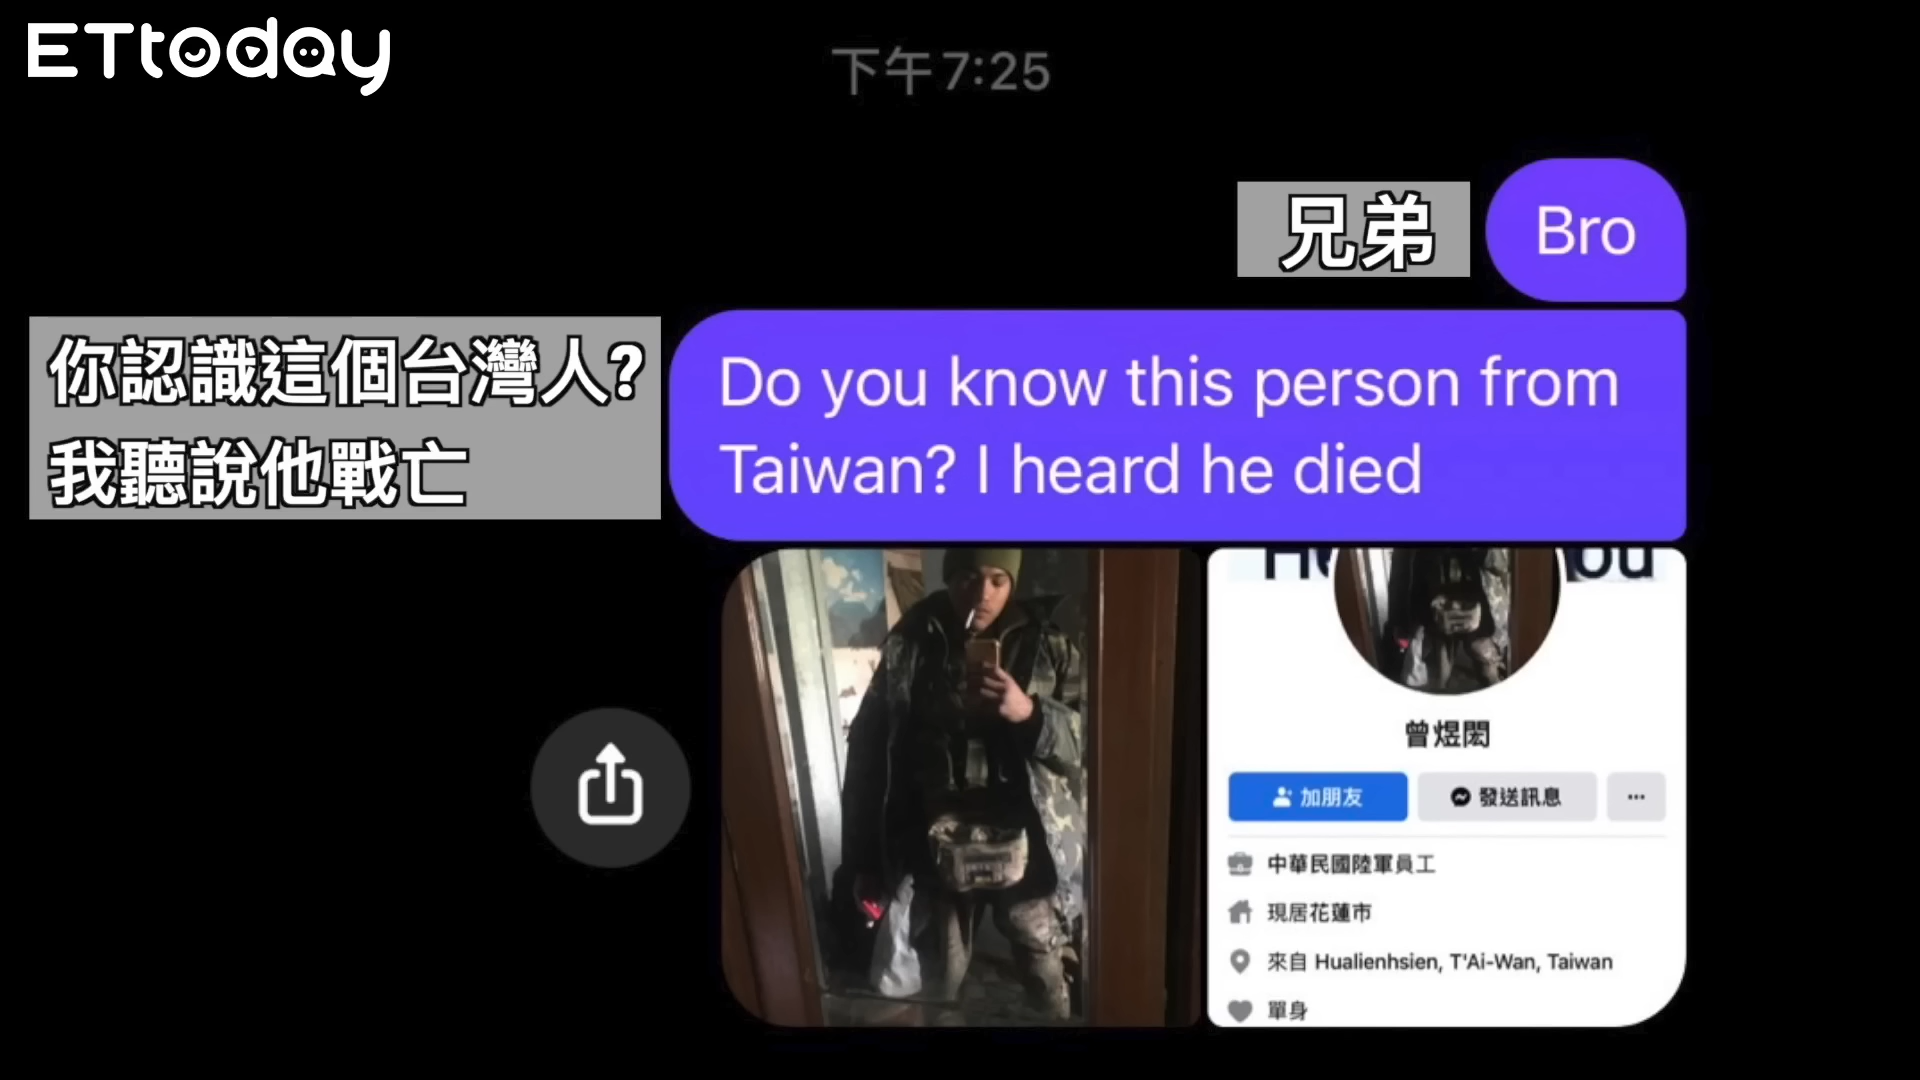 ETtoday
下午7:25
兄弟
Bro
你認識這個台灣人?
我聽說他戰亡
Do you know this person from
Taiwan? I heard he died
曾煜閎
加朋友
發送訊息
中華民國陸軍員工
現居花蓮市
來自 Hualienhsien, T'Ai-Wan, Taiwan
單身